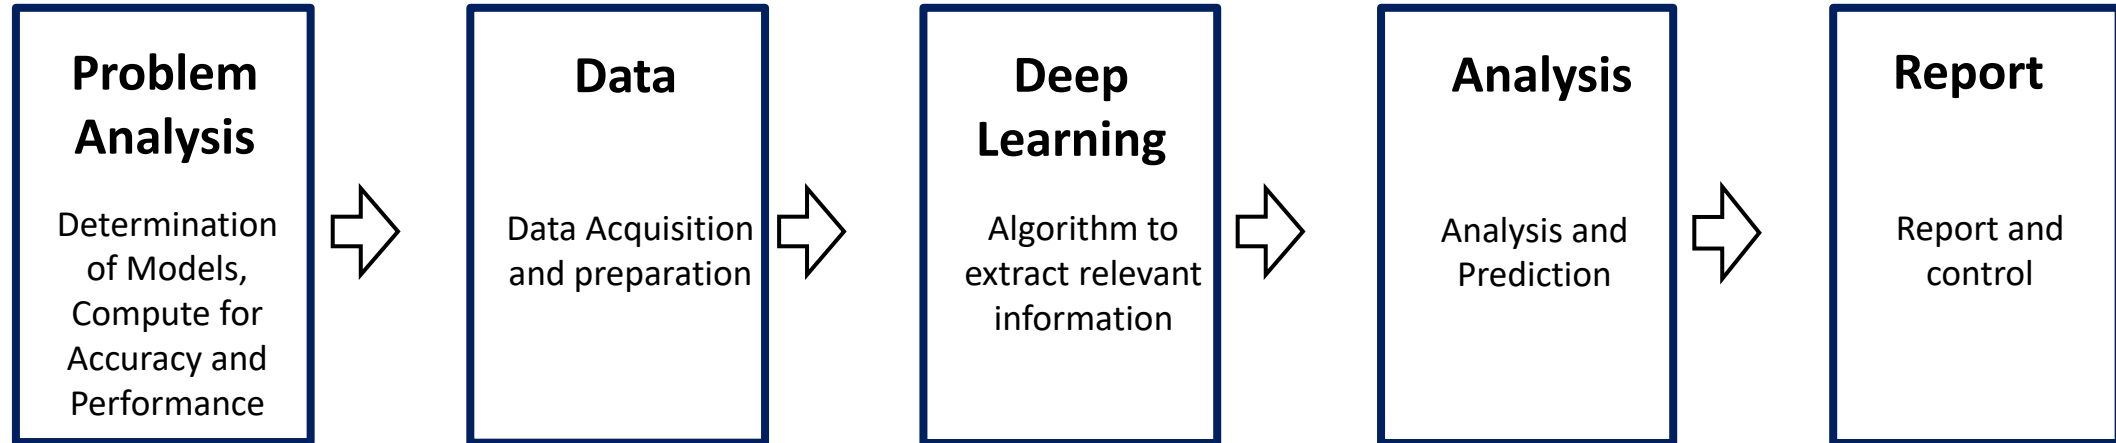 Problem
Analysis
Determination
of Models,
Compute for
Accuracy and
Performance
Data
Data Acquisition
and preparation
Deep
Learning
Algorithm to
extract relevant
information
Analysis
Analysis and
Prediction
Report
Report and
control